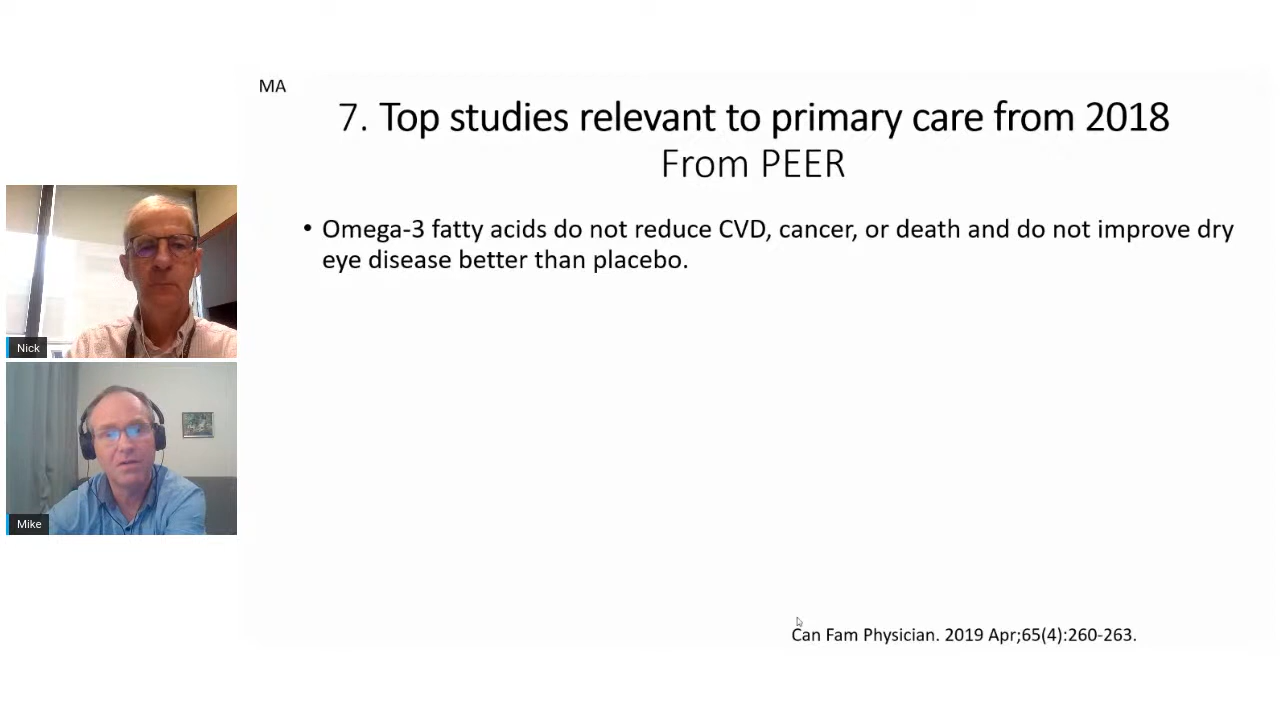 MA
7. Top studies relevant to primary care from 2018
From PEER
• Omega-3 fatty acids do not reduce CVD, cancer, or death and do not improve dry
eye disease better than placebo.
Nick
Mike
Can Fam Physician. 2019 Apr;65(4):260-263.